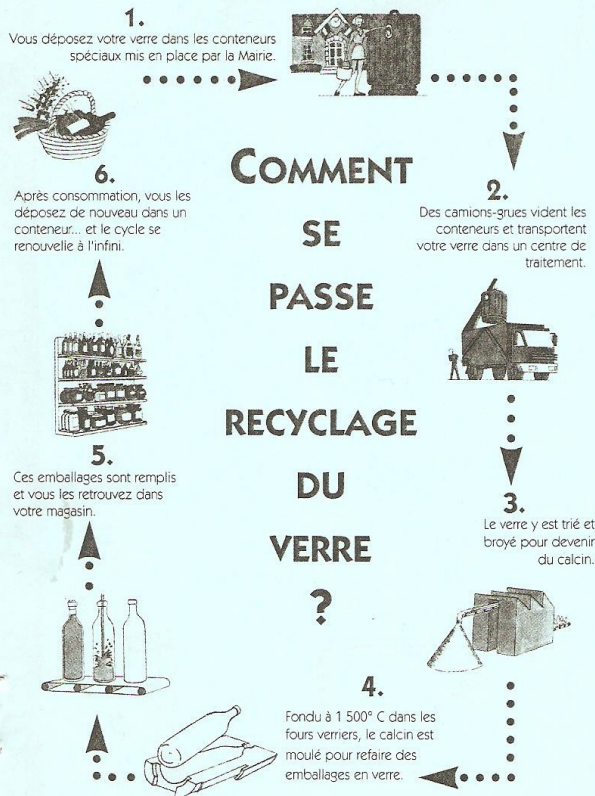 1.
Vous déposez votre verre dans les conteneurs
spéciaux mis en place par la Mairie.
COMMENT
SE
PASSE
LE
RECYCLAGE
DU
VERRE
?
2.
Des camions-grues vident les
conteneurs et transportent
votre verre dans un centre de
traitement.
3.
Le verre y est trié et
broyé pour devenir
du calcin.
4.
Fondu à 1 500° C dans les
fours verriers, le calcin est
moulé pour refaire des
emballages en verre.
5.
Ces emballages sont remplis
et vous les retrouvez dans
votre magasin.
6.
Après consommation, vous les
déposez de nouveau dans un
conteneur... et le cycle se
renouvelle à l'infini.